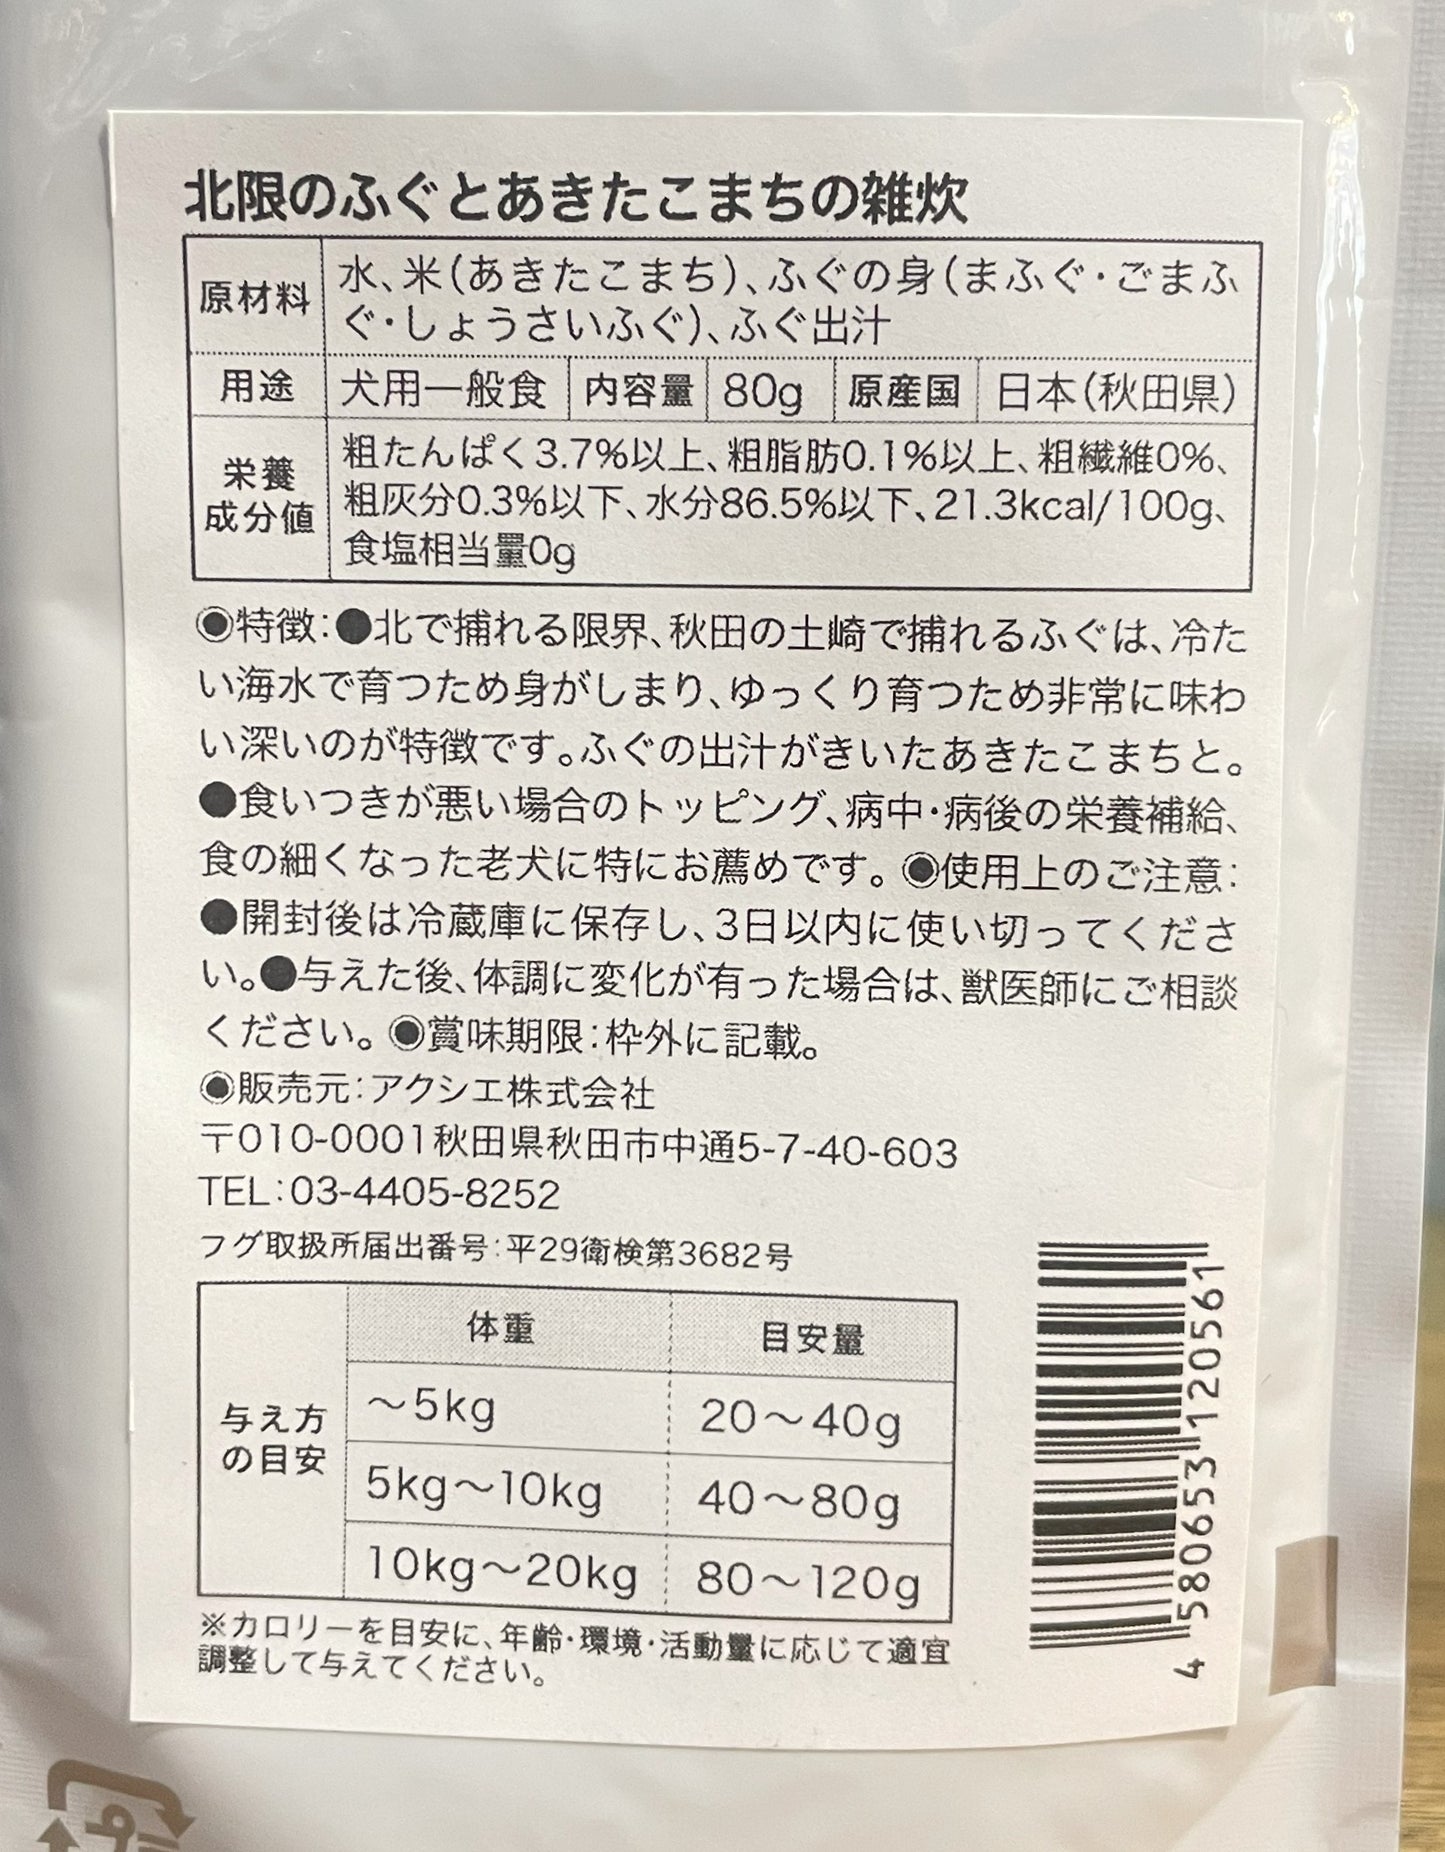 北限のふぐとあきたこまちの雑炊
原材料
水、米(あきたこまち)、ふぐの身(まふぐ・ごまふ
ぐ・しょうさいふぐ)、ふぐ出汁
用途 犬用一般食 内容量 80g 原産国 日本(秋田県)
栄養
成分値
粗たんぱく3.7%以上、粗脂肪0.1%以上、粗繊維0%、
粗灰分0.3%以下、水分86.5%以下、21.3kcal/100g、
食塩相当量0g
◉特徴:●北で捕れる限界、秋田の土崎で捕れるふぐは、冷た
い海水で育つため身がしまり、ゆっくり育つため非常に味わ
い深いのが特徴です。ふぐの出汁がきいたあきたこまちと。
●食いつきが悪い場合のトッピング、病中・病後の栄養補給、
食の細くなった老犬に特にお薦めです。◉使用上のご注意:
●開封後は冷蔵庫に保存し、3日以内に使い切ってくださ
い。●与えた後、体調に変化が有った場合は、獣医師にご相談
ください。◉賞味期限:枠外に記載。
◉販売元:アクシエ株式会社
〒010-0001秋田県秋田市中通5-7-40-603
TEL:03-4405-8252
フグ取扱所届出番号:平29衛検第3682号
与え方
の目安
体重 目安量
～5kg 20～40g
5kg～10kg 40～80g
10kg～20kg 80～120g
※カロリーを目安に、年齢・環境・活動量に応じて適宜
調整して与えてください。
4 580653 120561